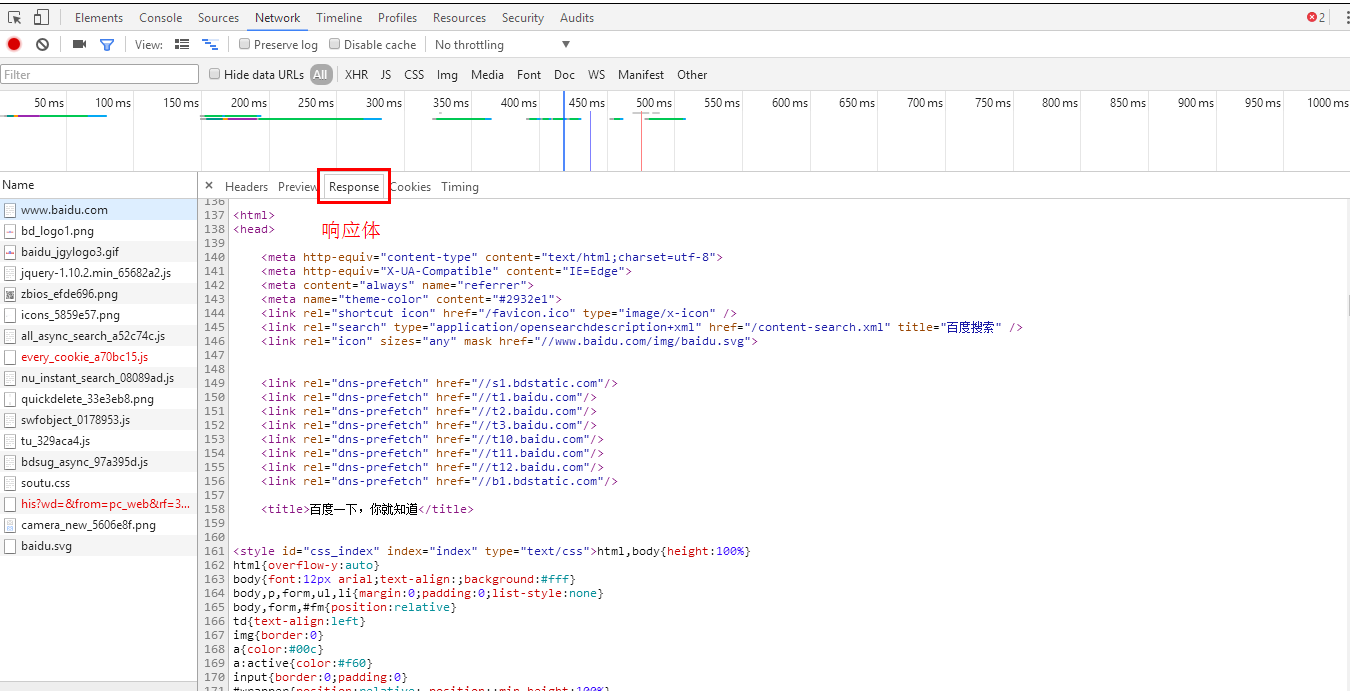 Elements Console Sources Network Timeline Profiles Resources Security Audits 2
View: Preserve log Disable cache No throttling
Filter Hide data URLs All XHR JS CSS Img Media Font Doc WS Manifest Other
50 ms 100 ms 150 ms 200 ms 250 ms 300 ms 350 ms 400 ms 450 ms 500 ms 550 ms 600 ms 650 ms 700 ms 750 ms 800 ms 850 ms 900 ms 950 ms 1000 ms
Name
www.baidu.com
bd_logo1.png
baidu_jgylogo3.gif
jquery-1.10.2.min_65682a2.js
zbios_efde696.png
icons_5859e57.png
all_async_search_a52c74c.js
every_cookie_a70bc15.js
nu_instant_search_08089ad.js
quickdelete_33e3eb8.png
swfobject_0178953.js
tu_329aca4.js
bdsug_async_97a395d.js
soutu.css
his?wd=&from=pc_web&rf=3...
camera_new_5606e8f.png
baidu.svg
× Headers Preview Response Cookies Timing
136
137 <html>
138 <head>
响应体
139
140 <meta http-equiv="content-type" content="text/html;charset=utf-8">
141 <meta http-equiv="X-UA-Compatible" content="IE=Edge">
142 <meta content="always" name="referrer">
143 <meta name="theme-color" content="#2932e1">
144 <link rel="shortcut icon" href="/favicon.ico" type="image/x-icon" />
145 <link rel="search" type="application/opensearchdescription+xml" href="/content-search.xml" title="百度搜索" />
146 <link rel="icon" sizes="any" mask href="//www.baidu.com/img/baidu.svg">
147
148
149 <link rel="dns-prefetch" href="//s1.bdstatic.com"/>
150 <link rel="dns-prefetch" href="//t1.baidu.com"/>
151 <link rel="dns-prefetch" href="//t2.baidu.com"/>
152 <link rel="dns-prefetch" href="//t3.baidu.com"/>
153 <link rel="dns-prefetch" href="//t10.baidu.com"/>
154 <link rel="dns-prefetch" href="//t11.baidu.com"/>
155 <link rel="dns-prefetch" href="//t12.baidu.com"/>
156 <link rel="dns-prefetch" href="//b1.bdstatic.com"/>
157
158 <title>百度一下，你就知道</title>
159
160
161 <style id="css_index" index="index" type="text/css">html,body{height:100%}
162 html{overflow-y:auto}
163 body{font:12px arial;text-align:;background:#fff}
164 body,p,form,ul,li{margin:0;padding:0;list-style:none}
165 body,form,#fm{position:relative}
166 td{text-align:left}
167 img{border:0}
168 a{color:#00c}
169 a:active{color:#f60}
170 input{border:0;padding:0}
171 #wrapper{position:relative;_position:;min-height:100%}